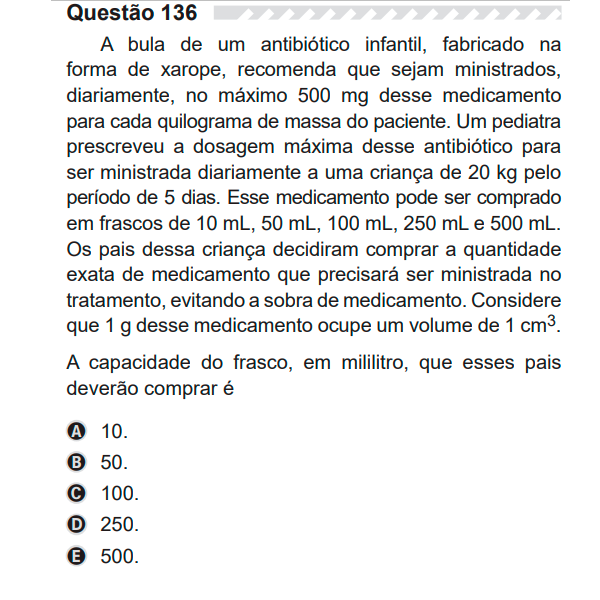 Questão 136
A bula de um antibiótico infantil, fabricado na
forma de xarope, recomenda que sejam ministrados,
diariamente, no máximo 500 mg desse medicamento
para cada quilograma de massa do paciente. Um pediatra
prescreveu a dosagem máxima desse antibiótico para
ser ministrada diariamente a uma criança de 20 kg pelo
período de 5 dias. Esse medicamento pode ser comprado
em frascos de 10 mL, 50 mL, 100 mL, 250 mL e 500 mL.
Os pais dessa criança decidiram comprar a quantidade
exata de medicamento que precisará ser ministrada no
tratamento, evitando a sobra de medicamento. Considere
que 1 g desse medicamento ocupe um volume de 1 cm³.
A capacidade do frasco, em mililitro, que esses pais
deverão comprar é
A 10.
B 50.
C 100.
D 250.
E 500.